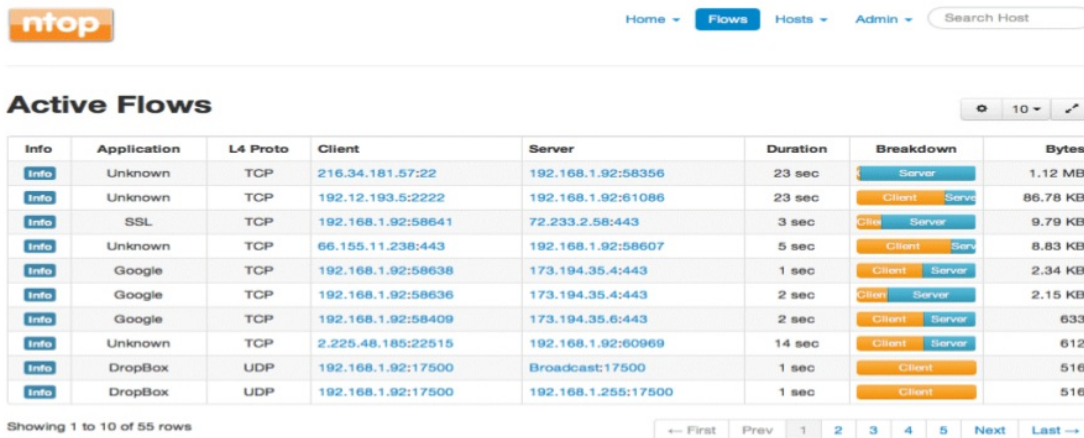 ntop
Home Flows Hosts Admin Search Host
Active Flows
10
Info Application L4 Proto Client Server Duration Breakdown Bytes
Info Unknown TCP 216.34.181.57:22 192.168.1.92:58356 23 sec Server 1.12 MB
Info Unknown TCP 192.12.193.5:2222 192.168.1.92:61086 23 sec Client Serve 86.78 KB
Info SSL TCP 192.168.1.92:58641 72.233.2.58:443 3 sec Clie Server 9.79 KB
Info Unknown TCP 66.155.11.238:443 192.168.1.92:58607 5 sec Client Serv 8.83 KB
Info Google TCP 192.168.1.92:58638 173.194.35.4:443 1 sec Client Server 2.34 KB
Info Google TCP 192.168.1.92:58636 173.194.35.4:443 2 sec Clien Server 2.15 KB
Info Google TCP 192.168.1.92:58409 173.194.35.6:443 2 sec Client Server 633
Info Unknown TCP 2.225.48.185:22515 192.168.1.92:60969 14 sec Client Server 612
Info DropBox UDP 192.168.1.92:17500 Broadcast:17500 1 sec Client 516
Info DropBox UDP 192.168.1.92:17500 192.168.1.255:17500 1 sec Client 516
Showing 1 to 10 of 55 rows
← First Prev 1 2 3 4 5 Next Last →